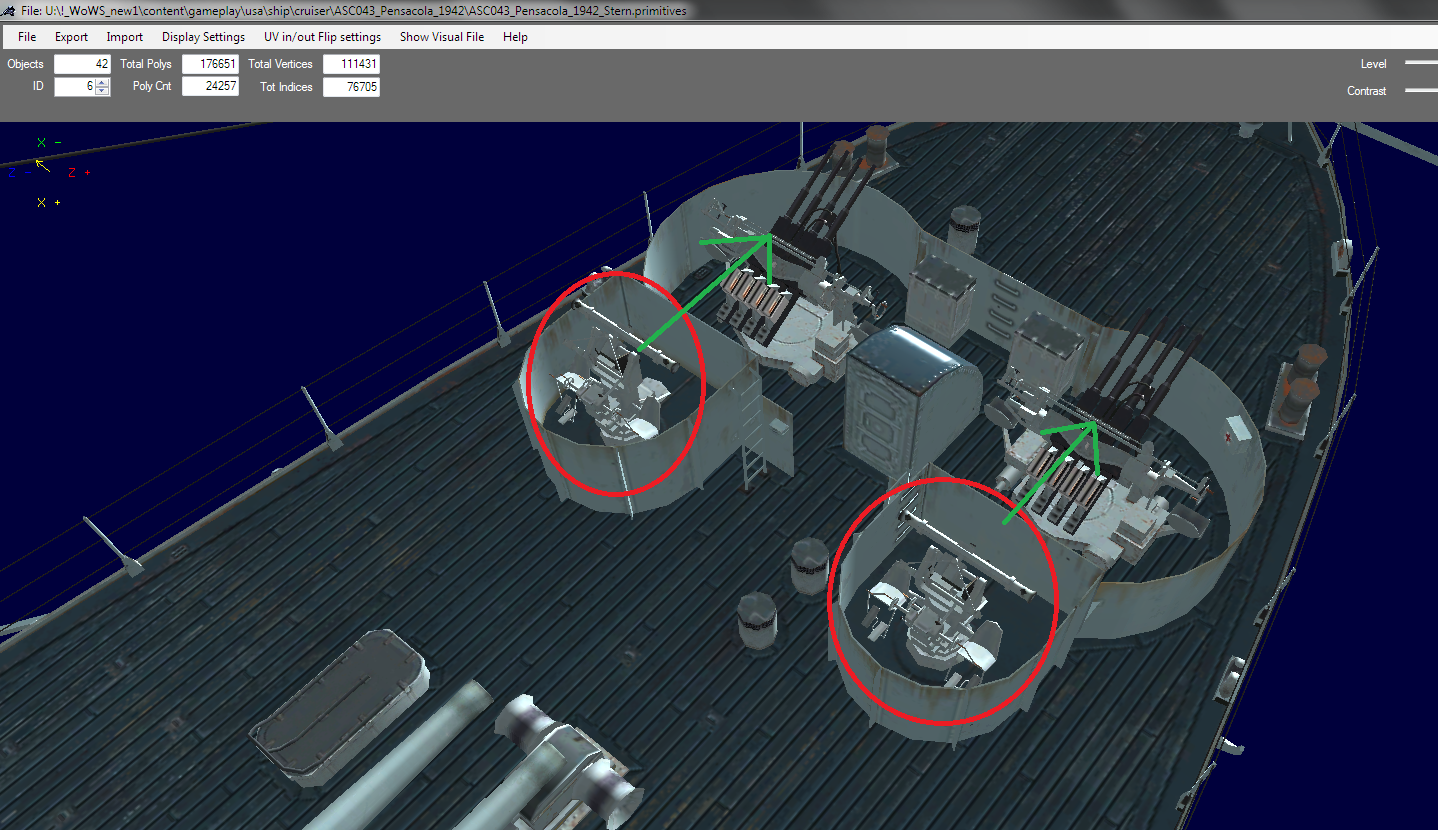 File: U:\!_WoWS_new1\content\gameplay\usa\ship\cruiser\ASC043_Pensacola_1942\ASC043_Pensacola_1942_Stern.primitives
File Export Import Display Settings UV in/out Flip settings Show Visual File Help
Objects 42 Total Polys 176651 Total Vertices 111431 Level
ID 6 Poly Cnt 24257 Tot Indices 76705 Contrast
X -
Z - Z +
X +